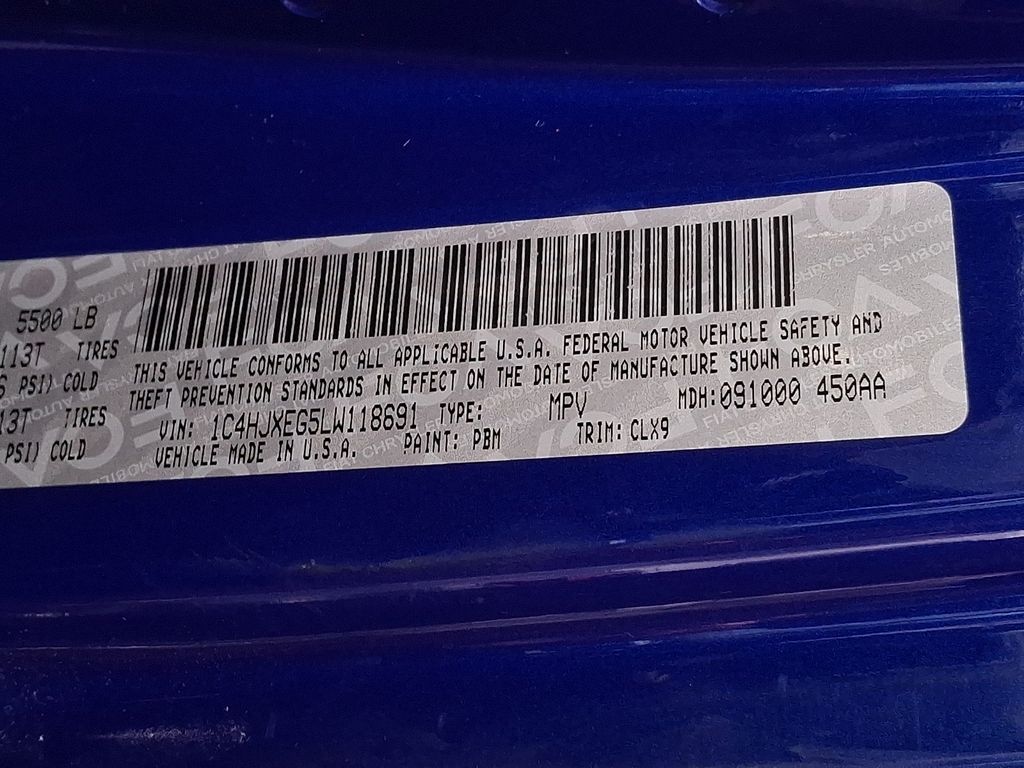 5500 LB
113T TIRES
PSI) COLD
13T TIRES
PSI) COLD
THIS VEHICLE CONFORMS TO ALL APPLICABLE U.S.A. FEDERAL MOTOR VEHICLE SAFETY AND
THEFT PREVENTION STANDARDS IN EFFECT ON THE DATE OF MANUFACTURE SHOWN ABOVE.
VIN: 1C4HJXEG5LW118691 TYPE: MPV MDH:091000 450AA
VEHICLE MADE IN U.S.A. PAINT: PBM TRIM: CLX9